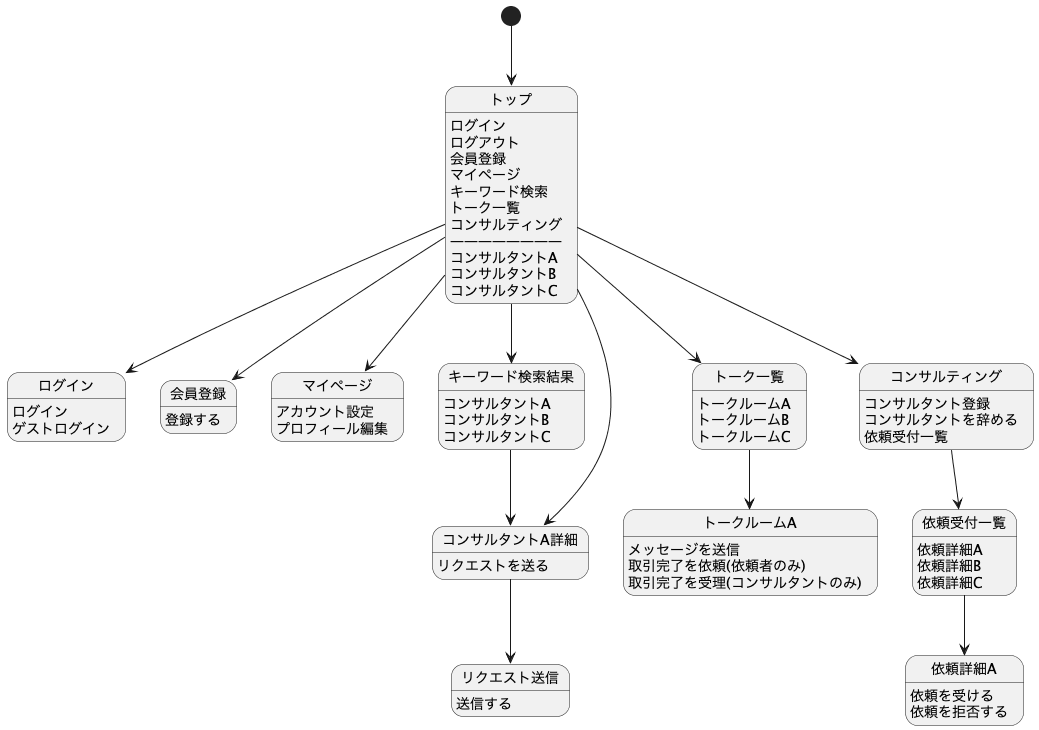 トップ
ログイン
ログアウト
会員登録
マイページ
キーワード検索
トーク一覧
コンサルティング
ーーーーーーーー
コンサルタントA
コンサルタントB
コンサルタントC
ログイン
ログイン
ゲストログイン
会員登録
登録する
マイページ
アカウント設定
プロフィール編集
キーワード検索結果
コンサルタントA
コンサルタントB
コンサルタントC
トーク一覧
トークルームA
トークルームB
トークルームC
コンサルティング
コンサルタント登録
コンサルタントを辞める
依頼受付一覧
コンサルタントA詳細
リクエストを送る
トークルームA
メッセージを送信
取引完了を依頼(依頼者のみ)
取引完了を受理(コンサルタントのみ)
依頼受付一覧
依頼詳細A
依頼詳細B
依頼詳細C
リクエスト送信
送信する
依頼詳細A
依頼を受ける
依頼を拒否する